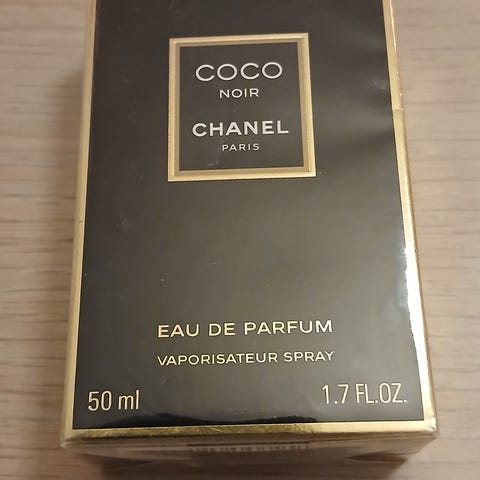 COCO
NOIR
CHANEL
PARIS
EAU DE PARFUM
VAPORISATEUR SPRAY
50 ml 1.7 FL.OZ.